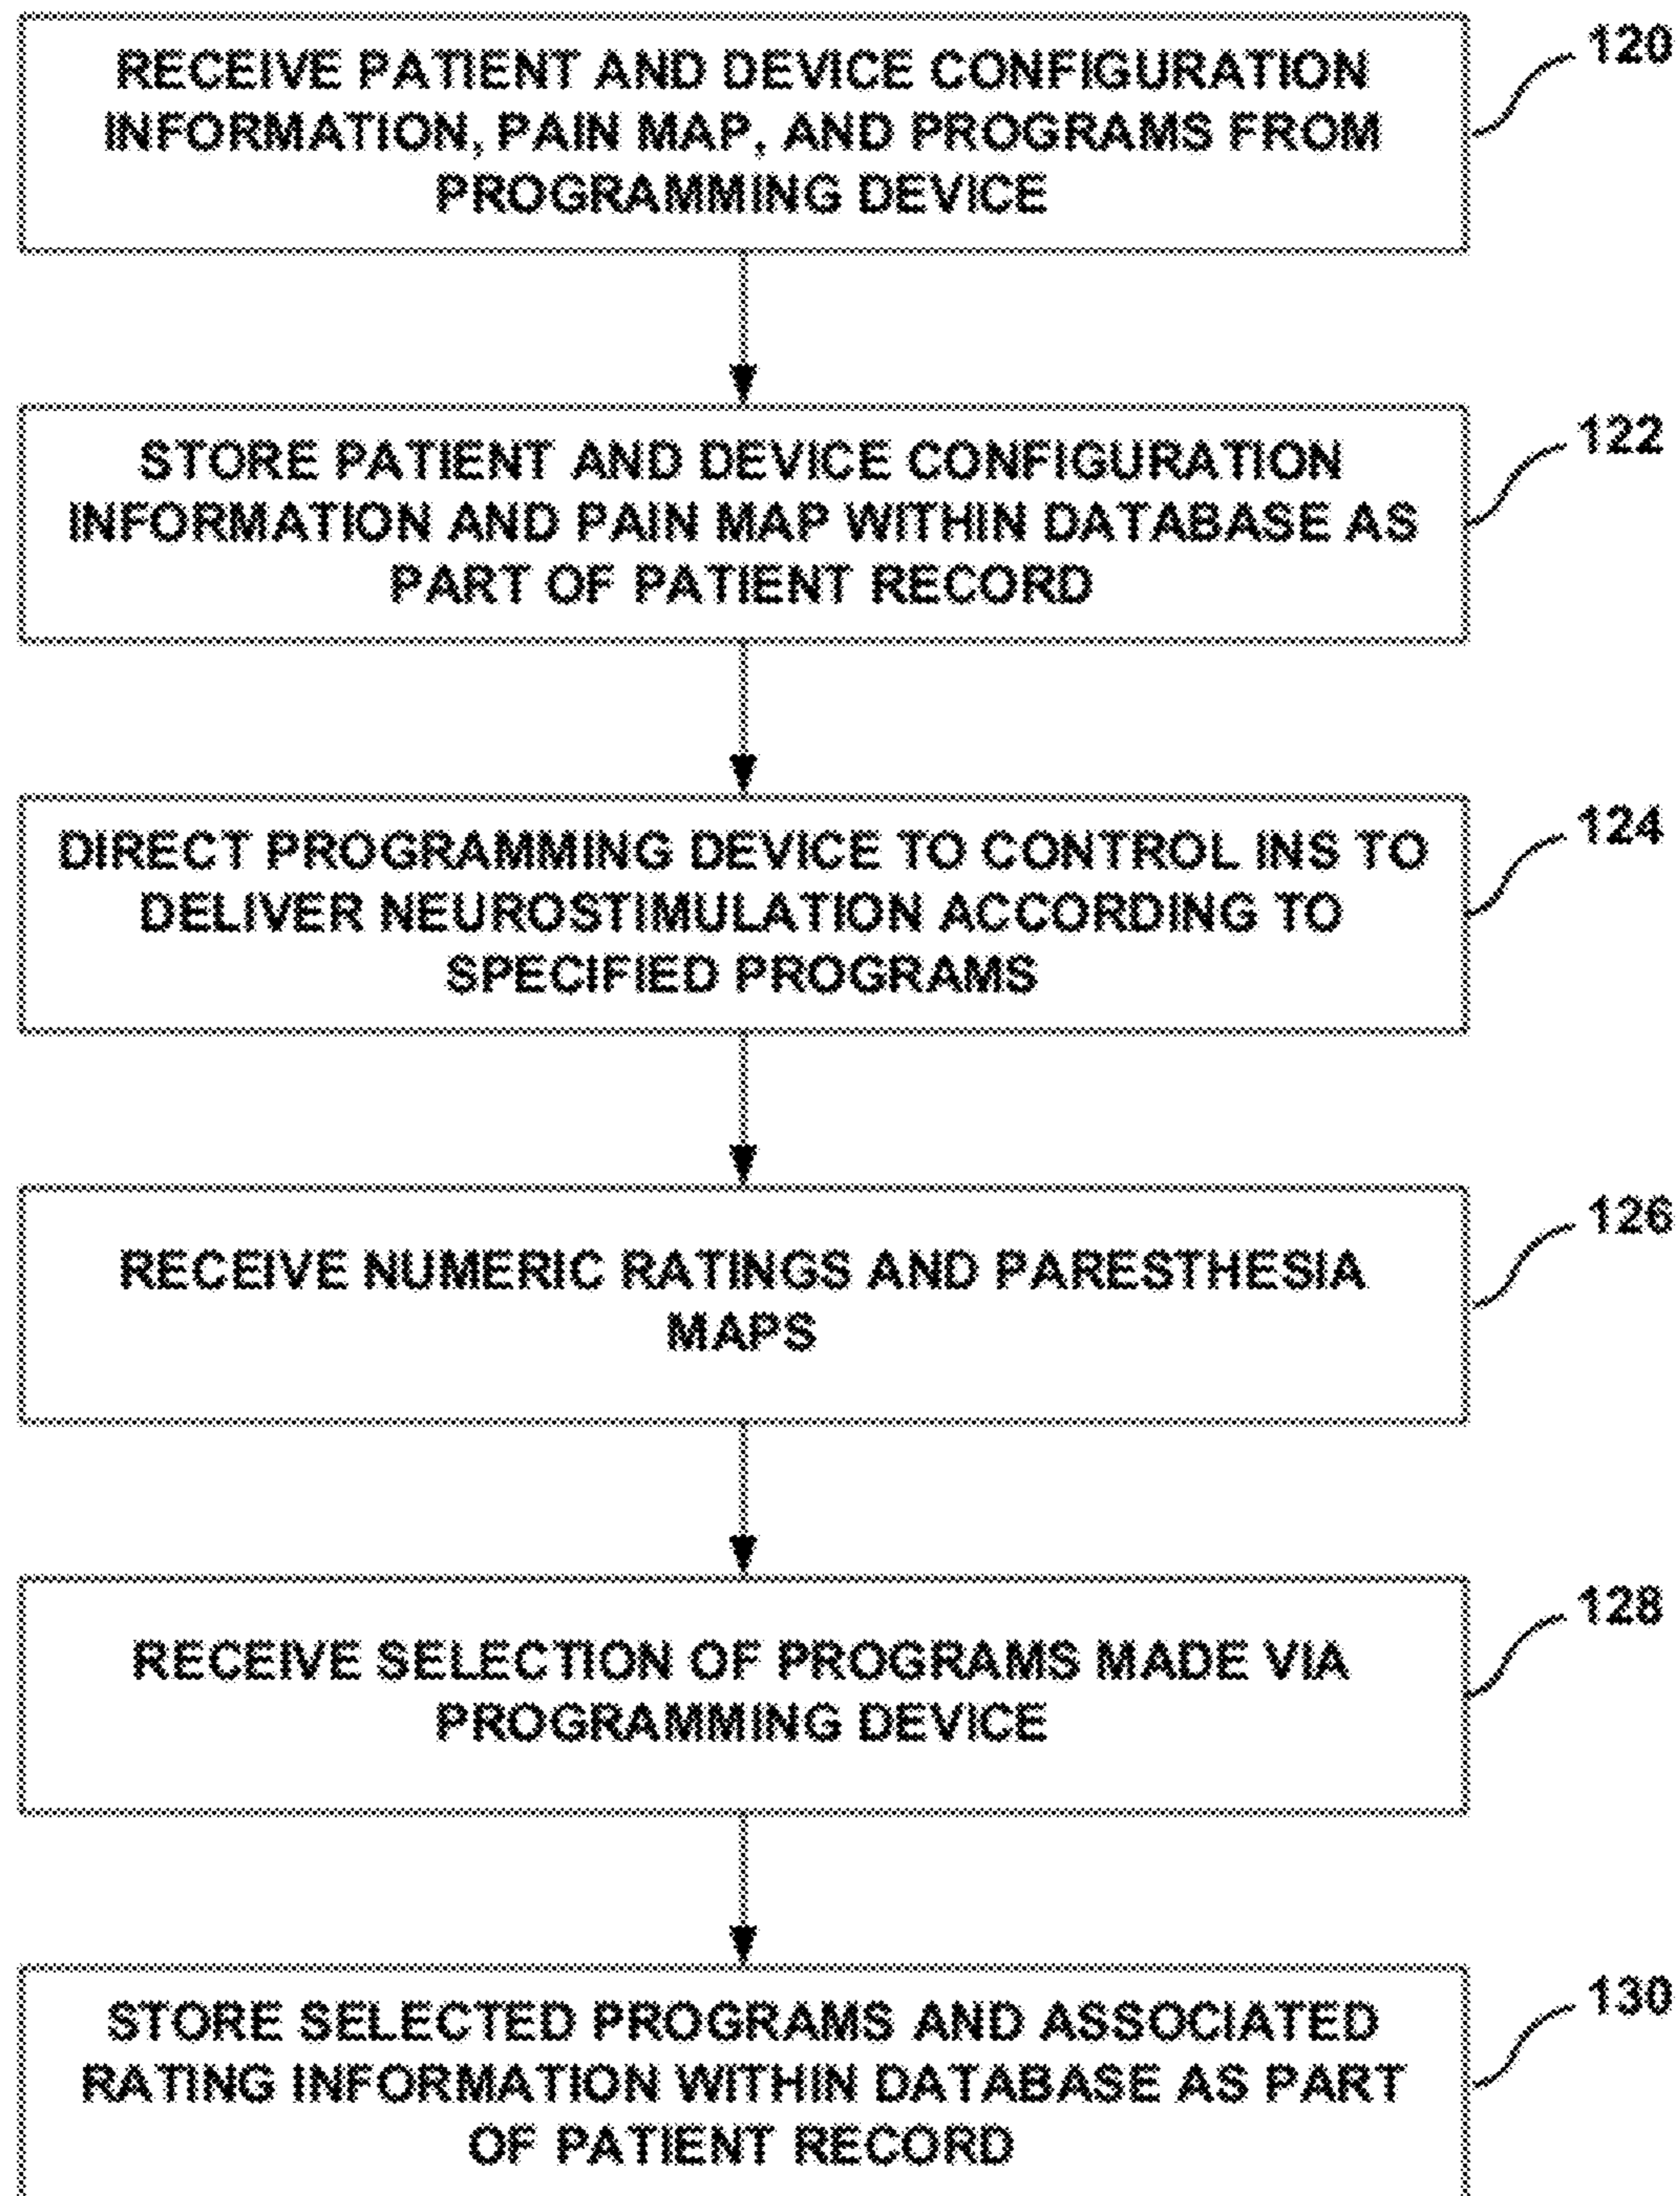 RECEIVE PATIENT AND DEVICE CONFIGURATION
INFORMATION, PAIN MAP, AND PROGRAMS FROM
PROGRAMMING DEVICE
120
STORE PATIENT AND DEVICE CONFIGURATION
INFORMATION AND PAIN MAP WITHIN DATABASE AS
PART OF PATIENT RECORD
122
DIRECT PROGRAMMING DEVICE TO CONTROL INS TO
DELIVER NEUROSTIMULATION ACCORDING TO
SPECIFIED PROGRAMS
124
RECEIVE NUMERIC RATINGS AND PARESTHESIA
MAPS
126
RECEIVE SELECTION OF PROGRAMS MADE VIA
PROGRAMMING DEVICE
128
STORE SELECTED PROGRAMS AND ASSOCIATED
RATING INFORMATION WITHIN DATABASE AS PART
OF PATIENT RECORD
130